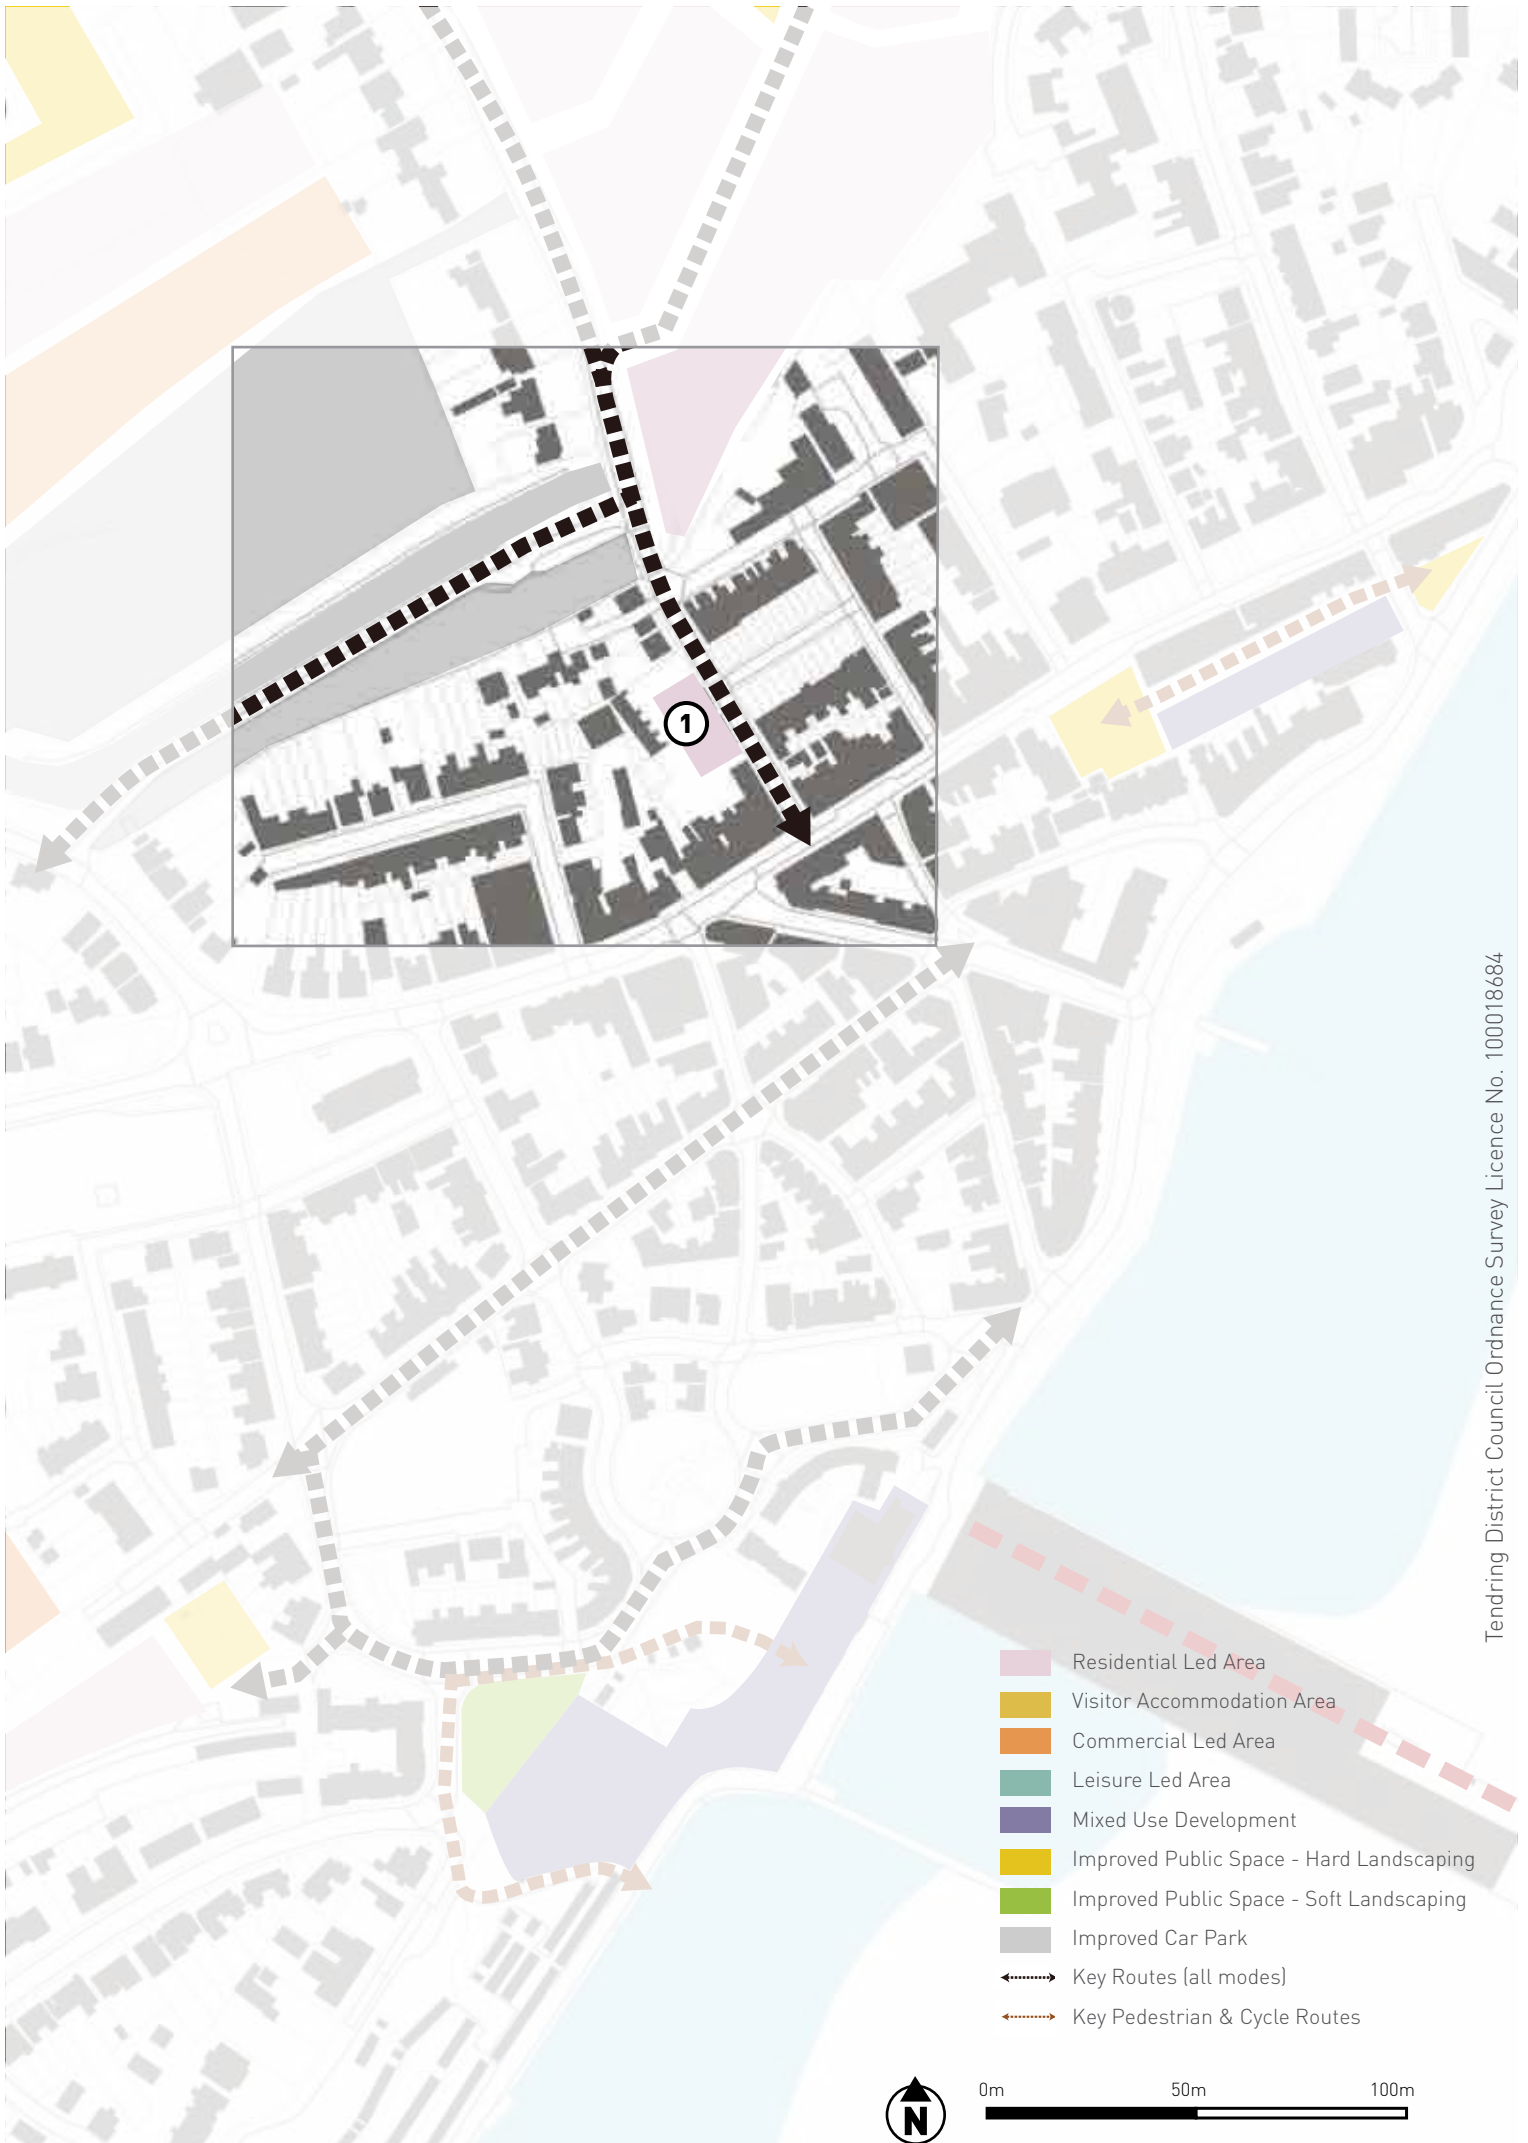 1
Tendring District Council Ordnance Survey Licence No. 100018684
Residential Led Area
Visitor Accommodation Area
Commercial Led Area
Leisure Led Area
Mixed Use Development
Improved Public Space - Hard Landscaping
Improved Public Space - Soft Landscaping
Improved Car Park
Key Routes (all modes)
Key Pedestrian & Cycle Routes
0m 50m 100m
N